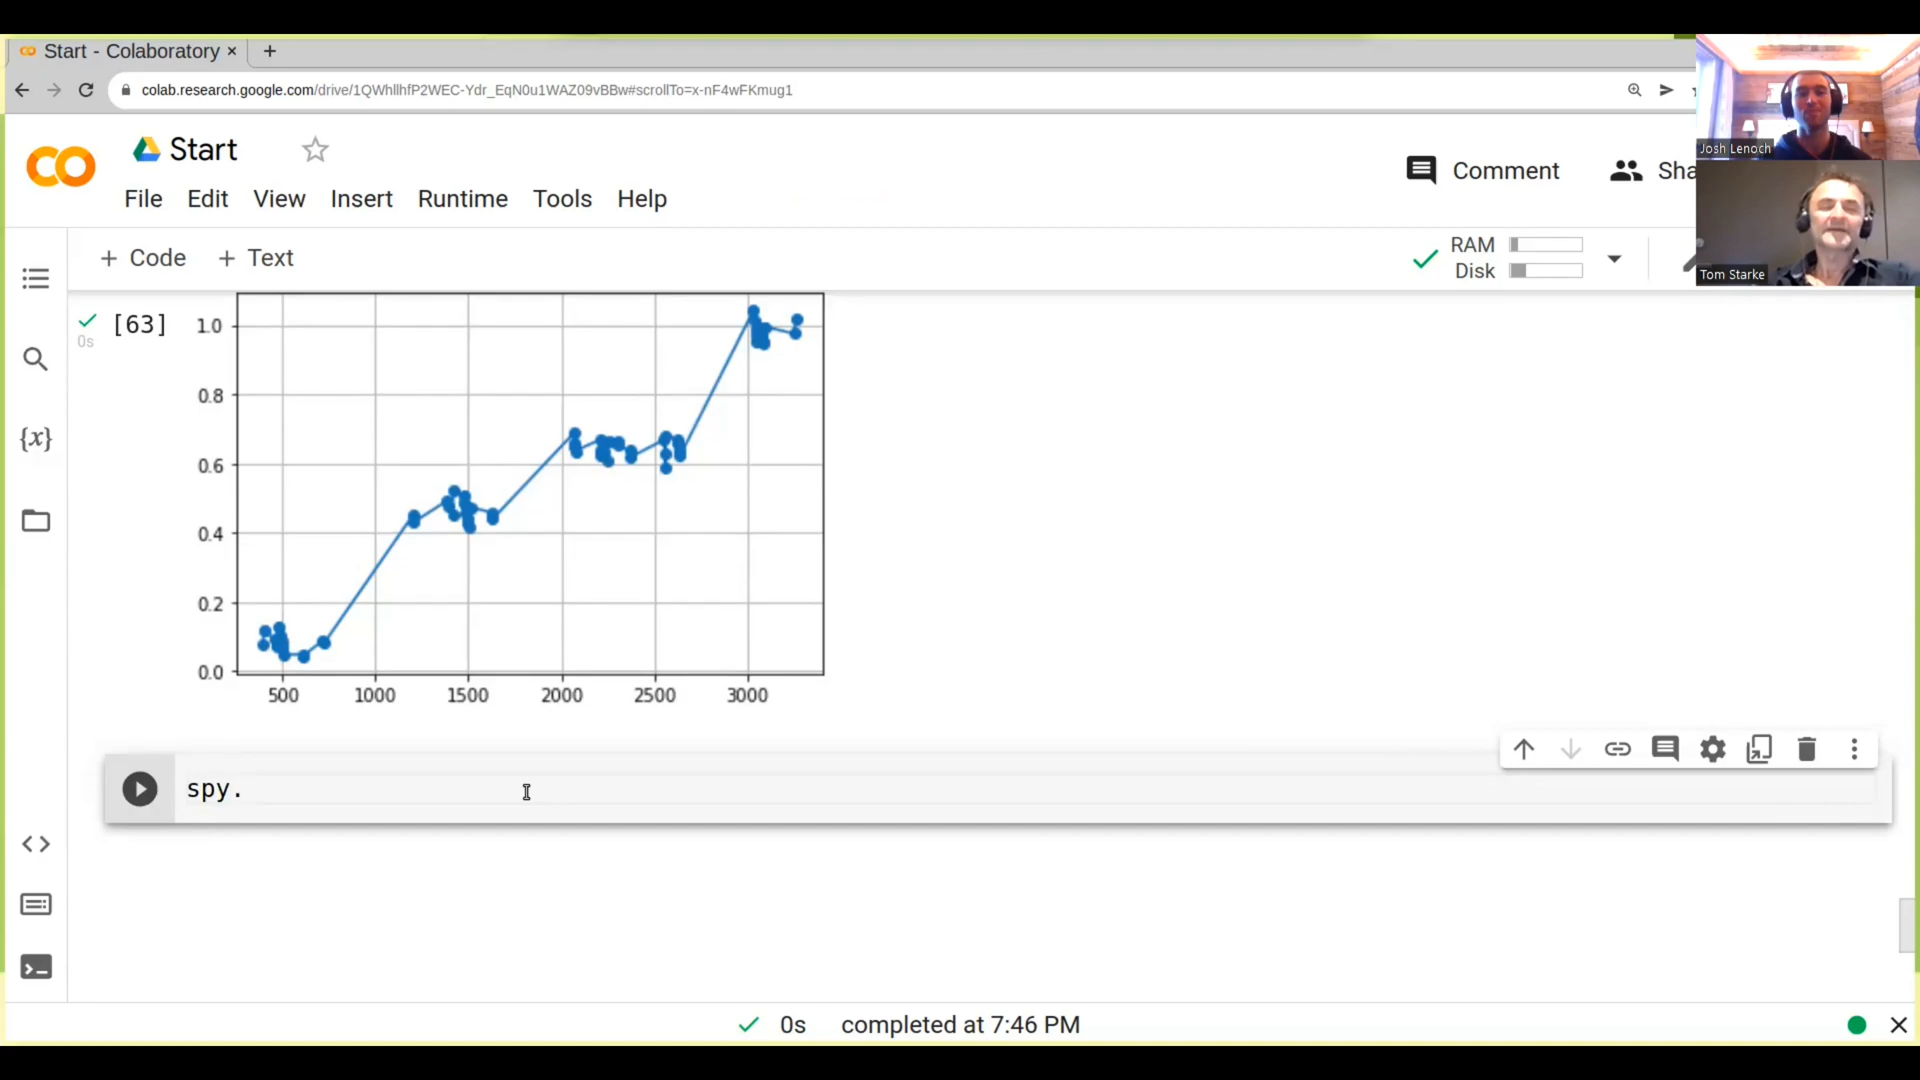 Start - Colaboratory
colab.research.google.com/drive/1QWhllhfP2WEC-Ydr_EqN0u1WAZ09vBBw#scrollTo=x-nF4wFKmug1
Start
File Edit View Insert Runtime Tools Help
Comment
Sha
Josh Lenoch
Tom Starke
+ Code + Text
RAM
Disk
[63]
0s
1.0
0.8
0.6
0.4
0.2
0.0
500 1000 1500 2000 2500 3000
{x}
spy.
0s completed at 7:46 PM